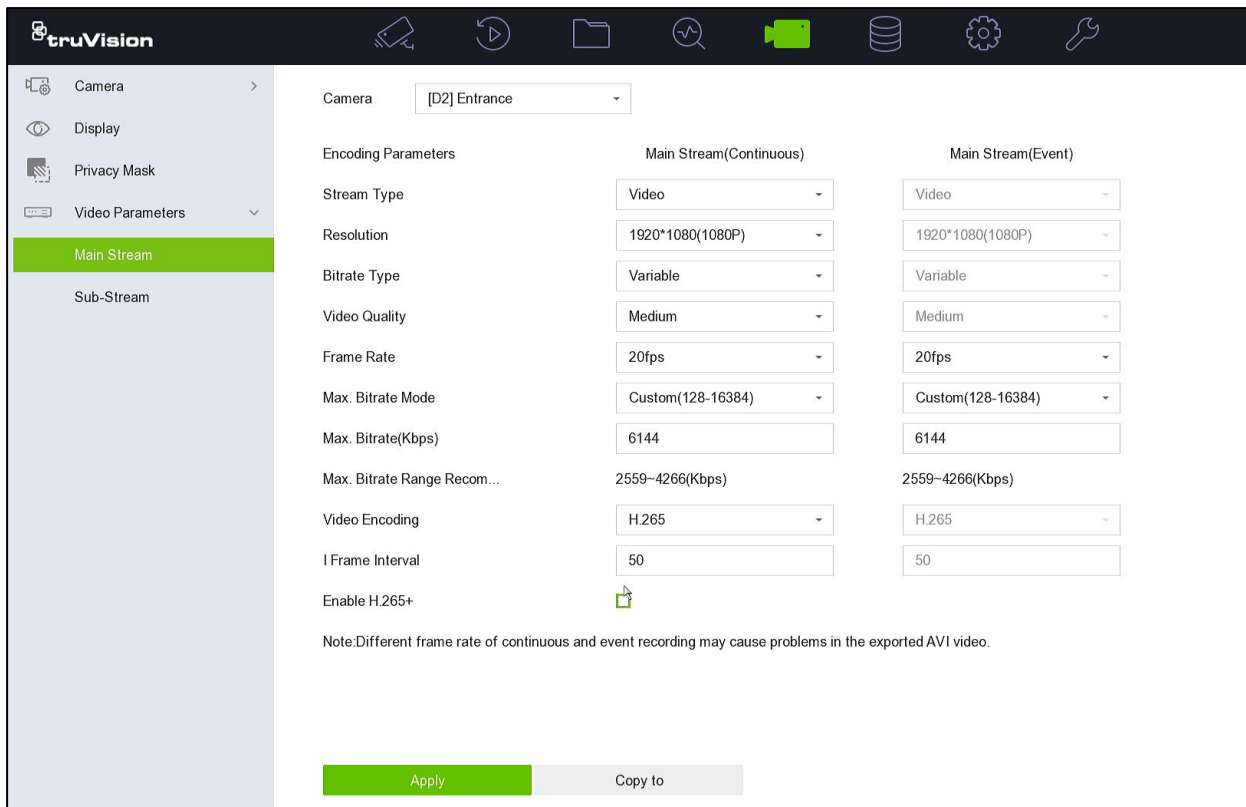 truVision
Camera
Display
Privacy Mask
Video Parameters
Main Stream
Sub-Stream
Camera [D2] Entrance
Encoding Parameters Main Stream(Continuous) Main Stream(Event)
Stream Type Video Video
Resolution 1920*1080(1080P) 1920*1080(1080P)
Bitrate Type Variable Variable
Video Quality Medium Medium
Frame Rate 20fps 20fps
Max. Bitrate Mode Custom(128-16384) Custom(128-16384)
Max. Bitrate(Kbps) 6144 6144
Max. Bitrate Range Recom... 2559~4266(Kbps) 2559~4266(Kbps)
Video Encoding H.265 H.265
I Frame Interval 50 50
Enable H.265+
Note:Different frame rate of continuous and event recording may cause problems in the exported AVI video.
Apply Copy to